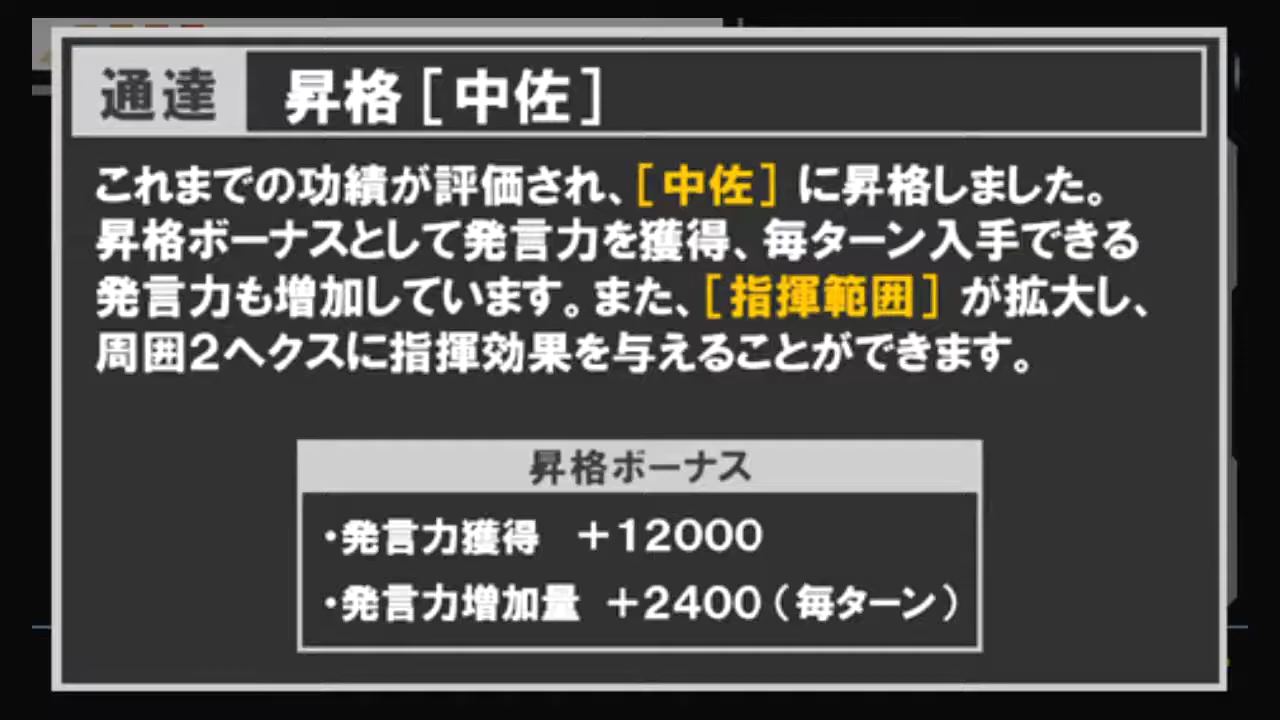 通達 昇格［中佐］
これまでの功績が評価され、［中佐］に昇格しました。
昇格ボーナスとして発言力を獲得、毎ターン入手できる
発言力も増加しています。また、［指揮範囲］が拡大し、
周囲２ヘクスに指揮効果を与えることができます。
昇格ボーナス
・発言力獲得　＋12000
・発言力増加量　＋2400（毎ターン）